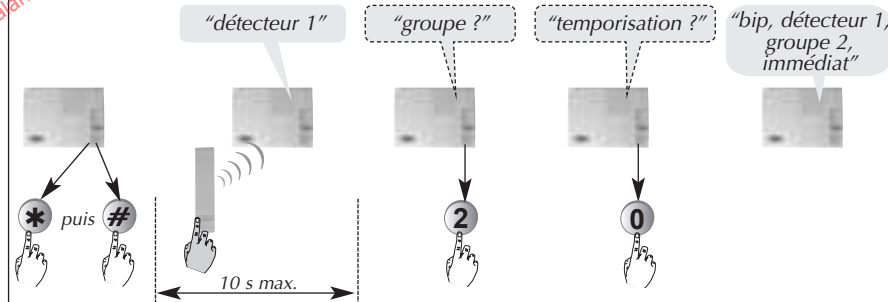 “détecteur 1”
“groupe ?”
“temporisation ?”
“bip, détecteur 1,
groupe 2,
immédiat”
* puis #
2
0
10 s max.